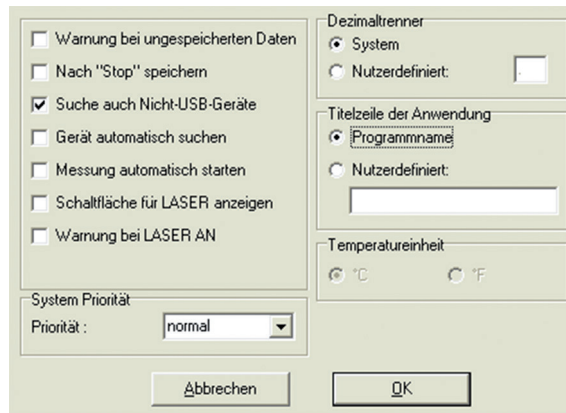 Warnung bei ungespeicherten Daten
Nach "Stop" speichern
Suche auch Nicht-USB-Geräte
Gerät automatisch suchen
Messung automatisch starten
Schaltfläche für LASER anzeigen
Warnung bei LASER AN
System Priorität
Priorität :
normal
Dezimaltrenner
System
Nutzerdefiniert:
.
Titelzeile der Anwendung
Programmname
Nutzerdefiniert:
Temperatureinheit
°C
°F
Abbrechen
OK